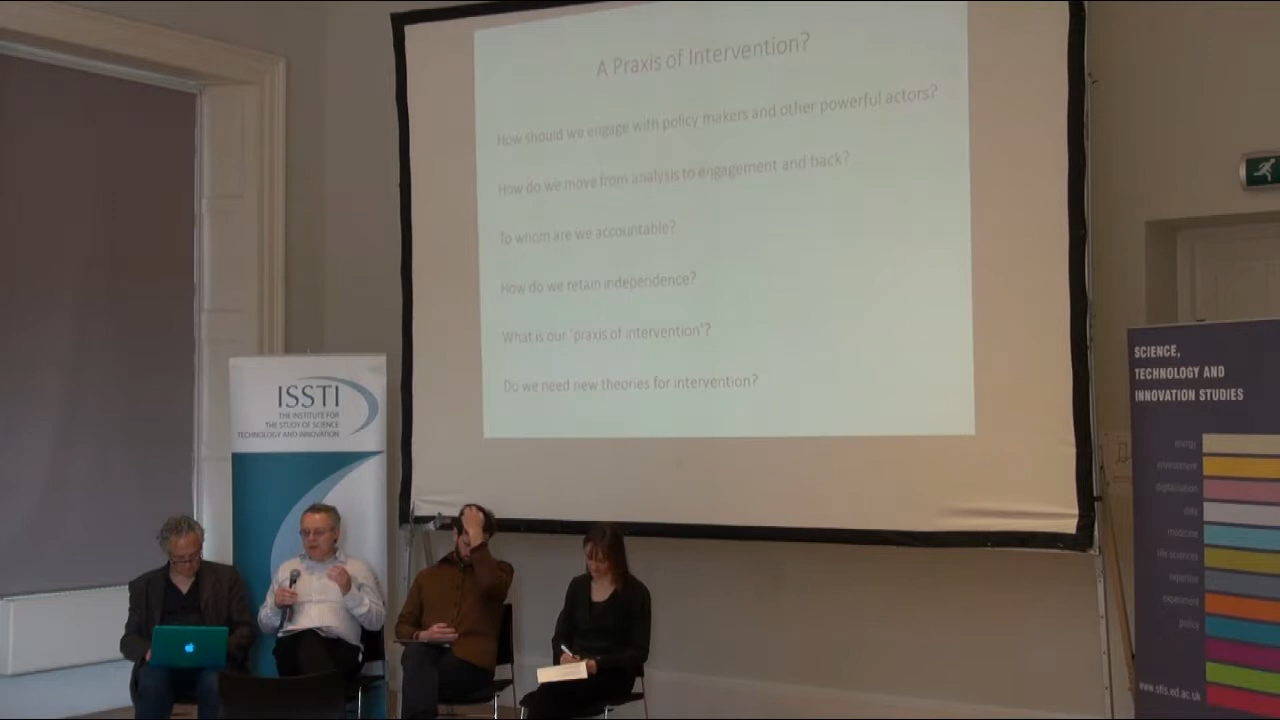 A Praxis of Intervention?
How should we engage with policy makers and other powerful actors?
How do we move from analysis to engagement and back?
To whom are we accountable?
How do we retain independence?
What is our 'praxis of intervention'?
Do we need new theories for intervention?
ISSTI
THE INSTITUTE FOR
THE STUDY OF SCIENCE
TECHNOLOGY AND INNOVATION
SCIENCE,
TECHNOLOGY AND
INNOVATION STUDIES
energy
environment
digitalisation
data
medicine
life sciences
expertise
experiment
policy
www.stis.ed.ac.uk